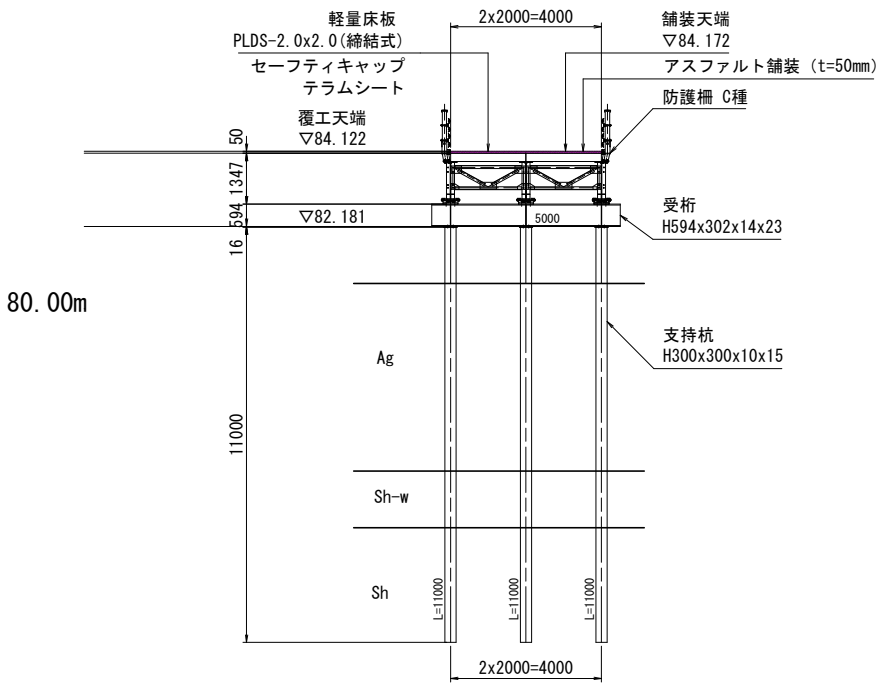 2x2000=4000
軽量床板
PLDS-2.0x2.0(締結式)
セーフティキャップ
テラムシート
舗装天端
▽84.172
アスファルト舗装 (t=50mm)
防護柵 C種
覆工天端
▽84.122
50
1347
594
16
▽82.181
5000
受桁
H594x302x14x23
80.00m
支持杭
H300x300x10x15
Ag
11000
Sh-w
Sh
L=11000
L=11000
L=11000
2x2000=4000